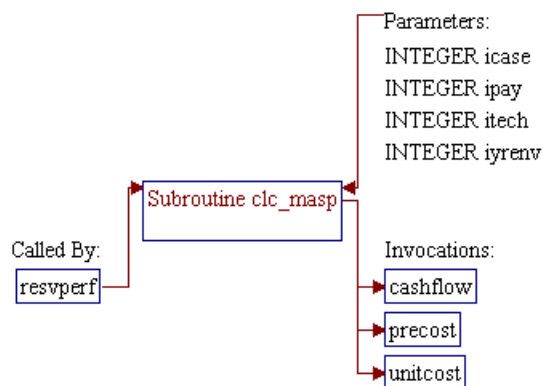 Parameters:
INTEGER icase
INTEGER ipay
INTEGER itech
INTEGER iyrenv
Subroutine clc_masp
Called By:
resvperf
Invocations:
cashflow
precost
unitcost